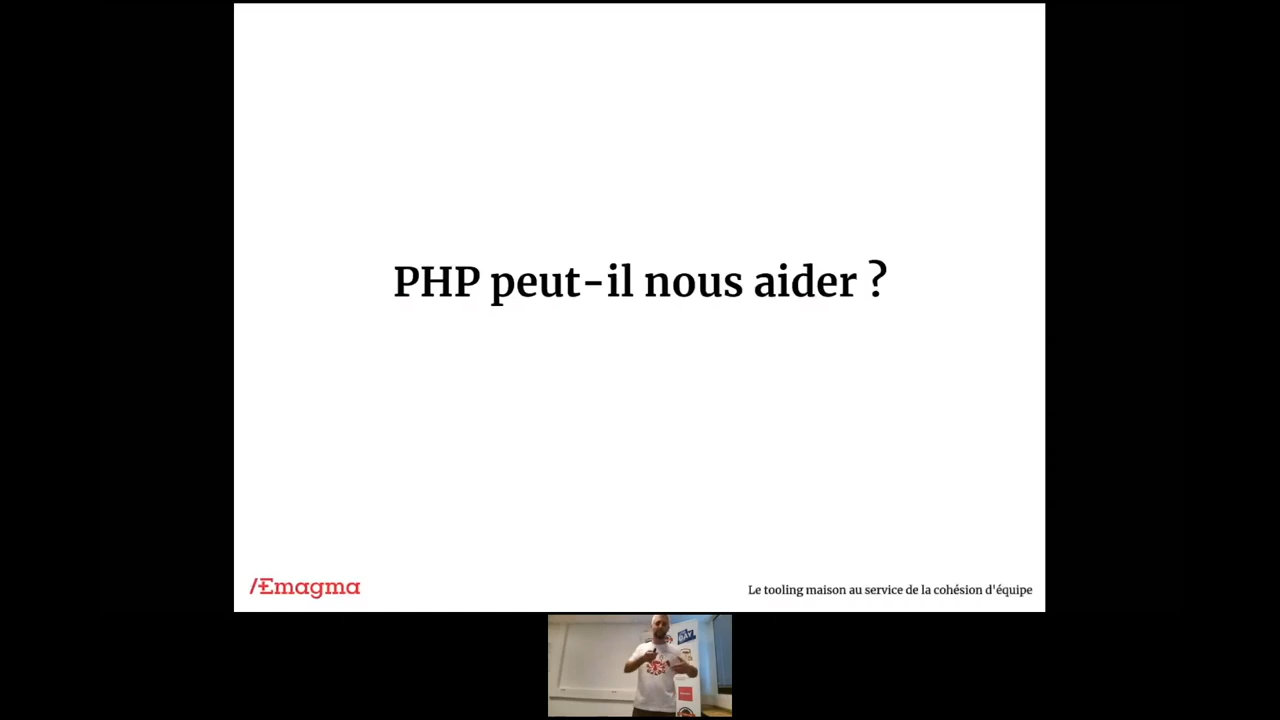 PHP peut-il nous aider ?
/Emagma
Le tooling maison au service de la cohésion d'équipe